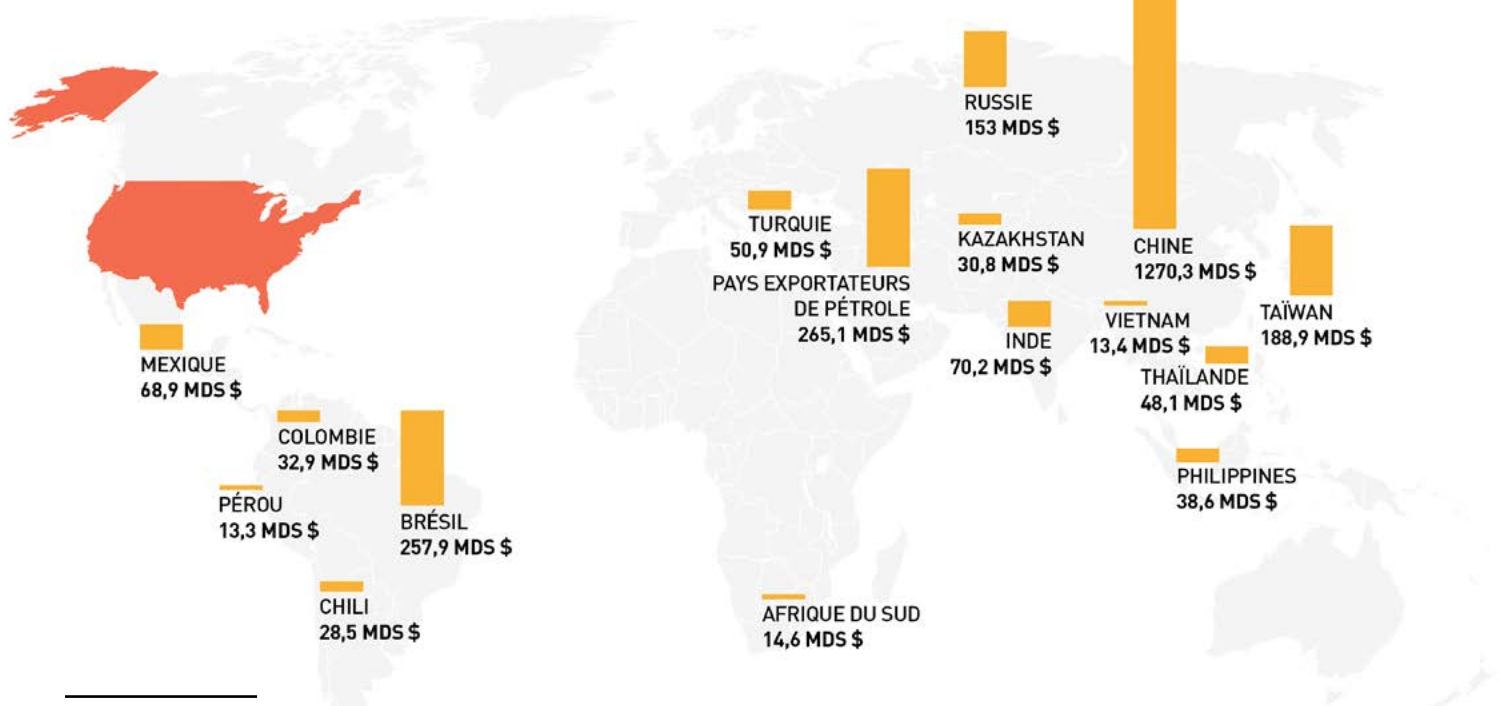 RUSSIE
153 MDS $
TURQUIE
50,9 MDS $
KAZAKHSTAN
30,8 MDS $
CHINE
1270,3 MDS $
PAYS EXPORTATEURS
DE PÉTROLE
265,1 MDS $
INDE
70,2 MDS $
VIETNAM
13,4 MDS $
TAÏWAN
188,9 MDS $
THAÏLANDE
48,1 MDS $
MEXIQUE
68,9 MDS $
COLOMBIE
32,9 MDS $
PHILIPPINES
38,6 MDS $
PÉROU
13,3 MDS $
BRÉSIL
257,9 MDS $
CHILI
28,5 MDS $
AFRIQUE DU SUD
14,6 MDS $